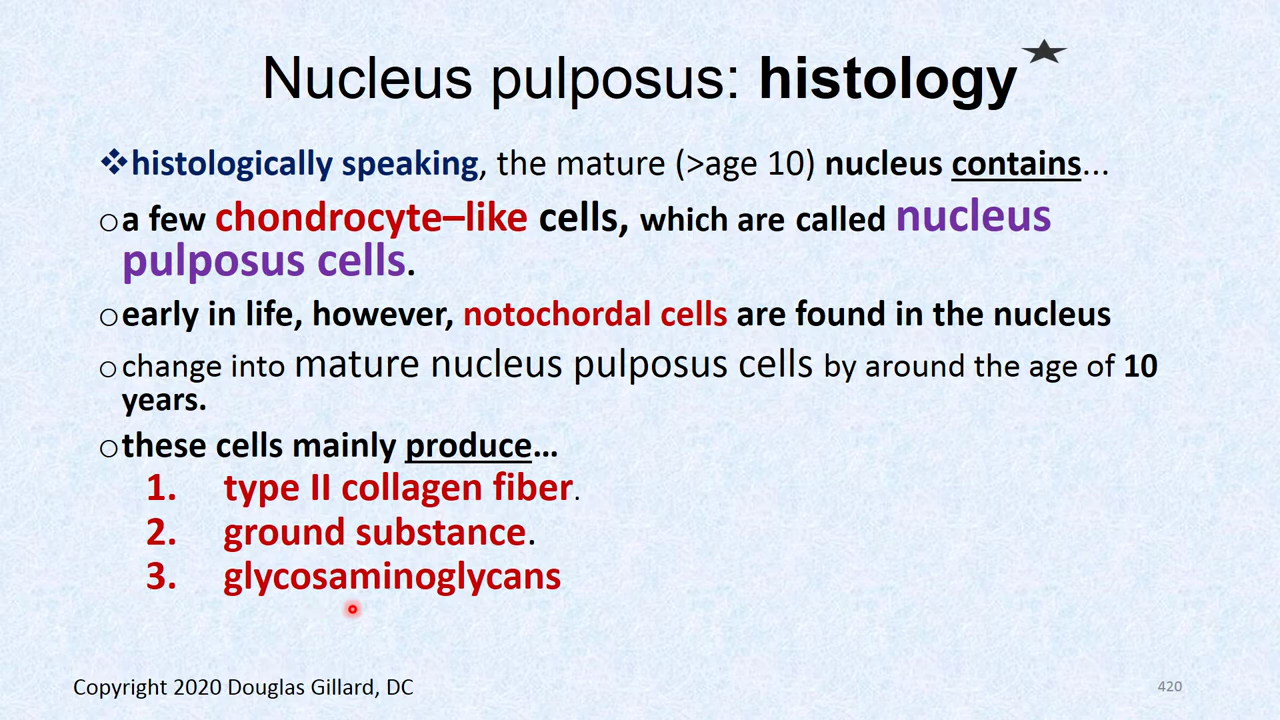 Nucleus pulposus: histology
❖histologically speaking, the mature (>age 10) nucleus contains...
○a few chondrocyte–like cells, which are called nucleus
pulposus cells.
○early in life, however, notochordal cells are found in the nucleus
○change into mature nucleus pulposus cells by around the age of 10
years.
○these cells mainly produce…
1. type II collagen fiber.
2. ground substance.
3. glycosaminoglycans
Copyright 2020 Douglas Gillard, DC
420